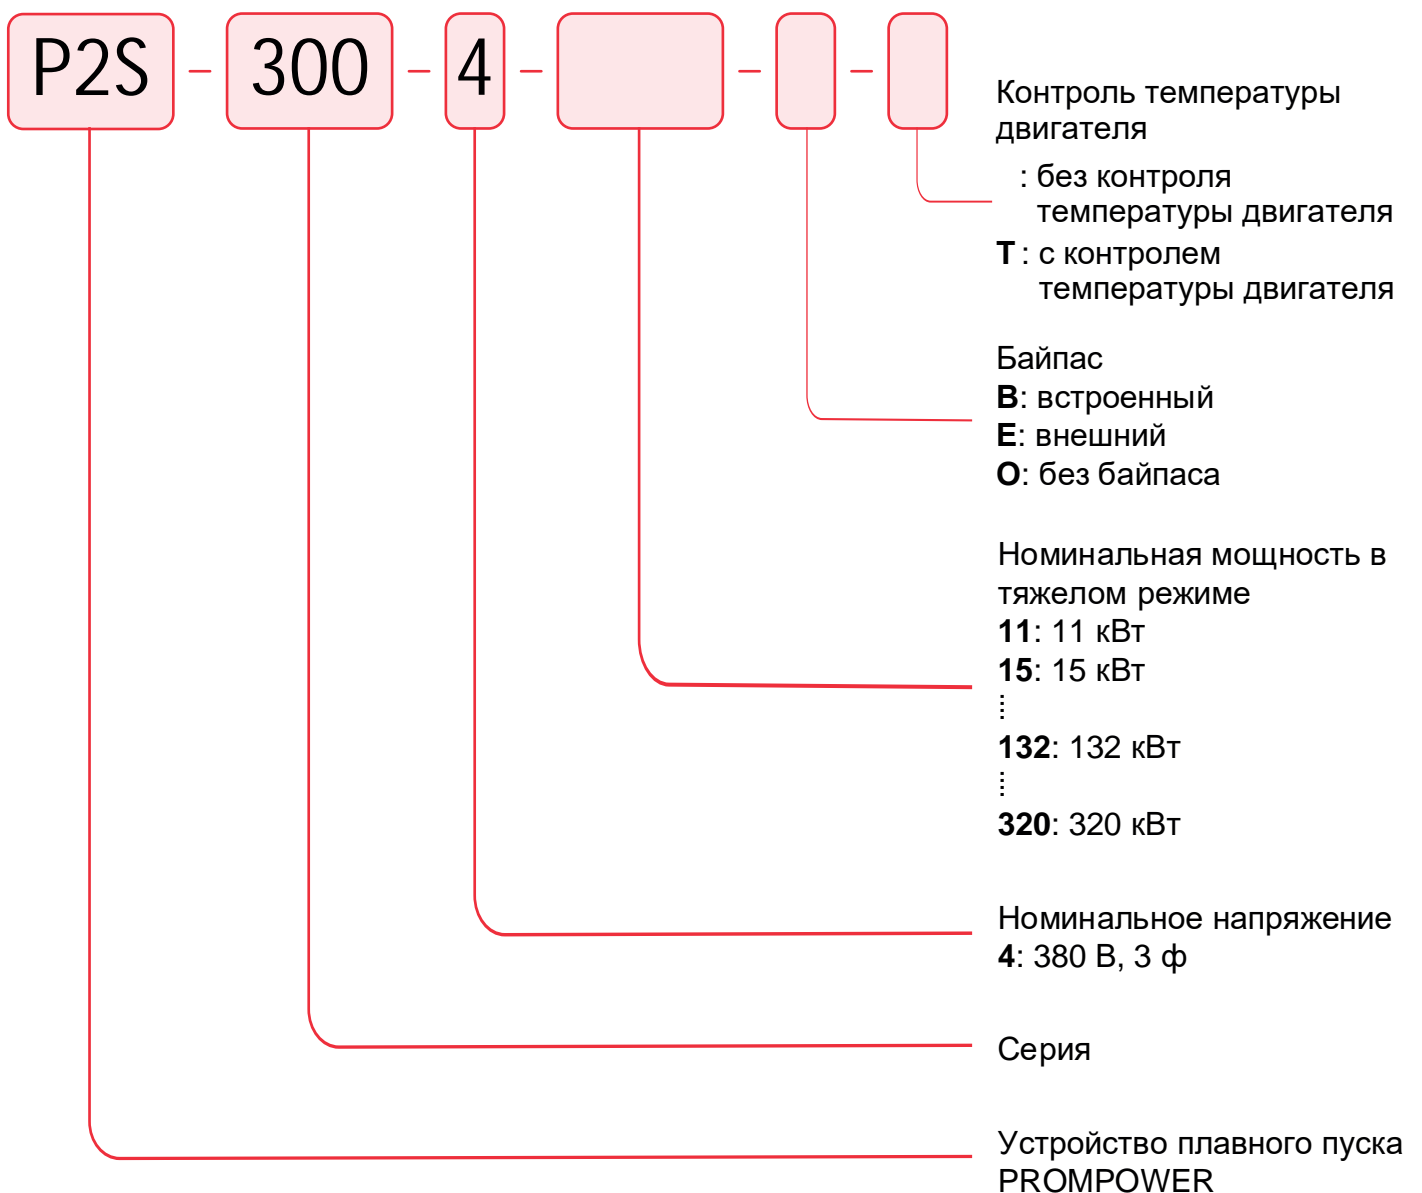 P2S – 300 – 4 – – –
Контроль температуры
двигателя
: без контроля
температуры двигателя
T : с контролем
температуры двигателя
Байпас
B: встроенный
E: внешний
O: без байпаса
Номинальная мощность в
тяжелом режиме
11: 11 кВт
15: 15 кВт
132: 132 кВт
320: 320 кВт
Номинальное напряжение
4: 380 В, 3 ф
Серия
Устройство плавного пуска
PROMPOWER